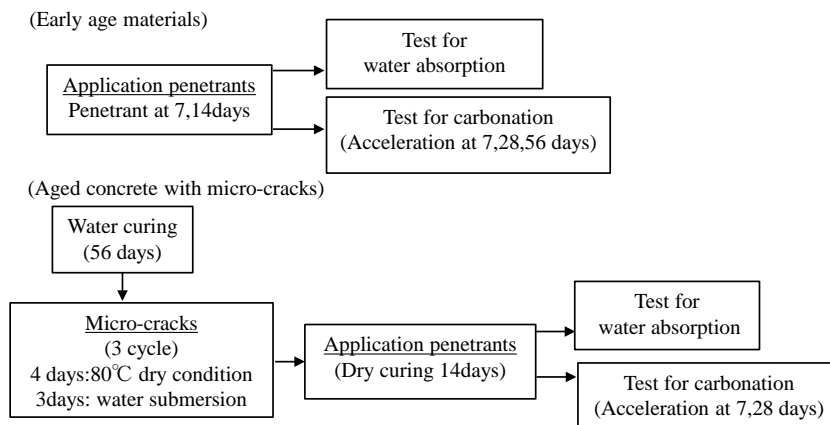 (Early age materials)
Application penetrants
Penetrant at 7,14days
Test for
water absorption
Test for carbonation
(Acceleration at 7,28,56 days)
(Aged concrete with micro-cracks)
Water curing
(56 days)
Micro-cracks
(3 cycle)
4 days:80℃ dry condition
3days: water submersion
Application penetrants
(Dry curing 14days)
Test for
water absorption
Test for carbonation
(Acceleration at 7,28 days)